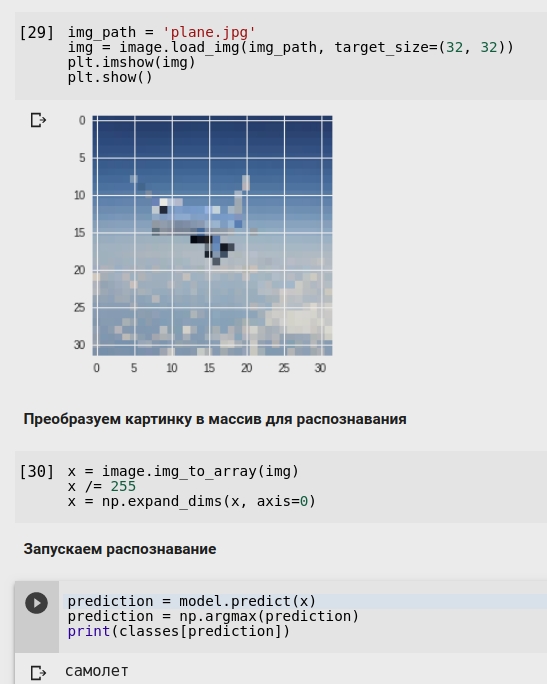 [29] img_path = 'plane.jpg'
img = image.load_img(img_path, target_size=(32, 32))
plt.imshow(img)
plt.show()
0
5
10
15
20
25
30
0 5 10 15 20 25 30
Преобразуем картинку в массив для распознавания
[30] x = image.img_to_array(img)
x /= 255
x = np.expand_dims(x, axis=0)
Запускаем распознавание
prediction = model.predict(x)
prediction = np.argmax(prediction)
print(classes[prediction])
самолет